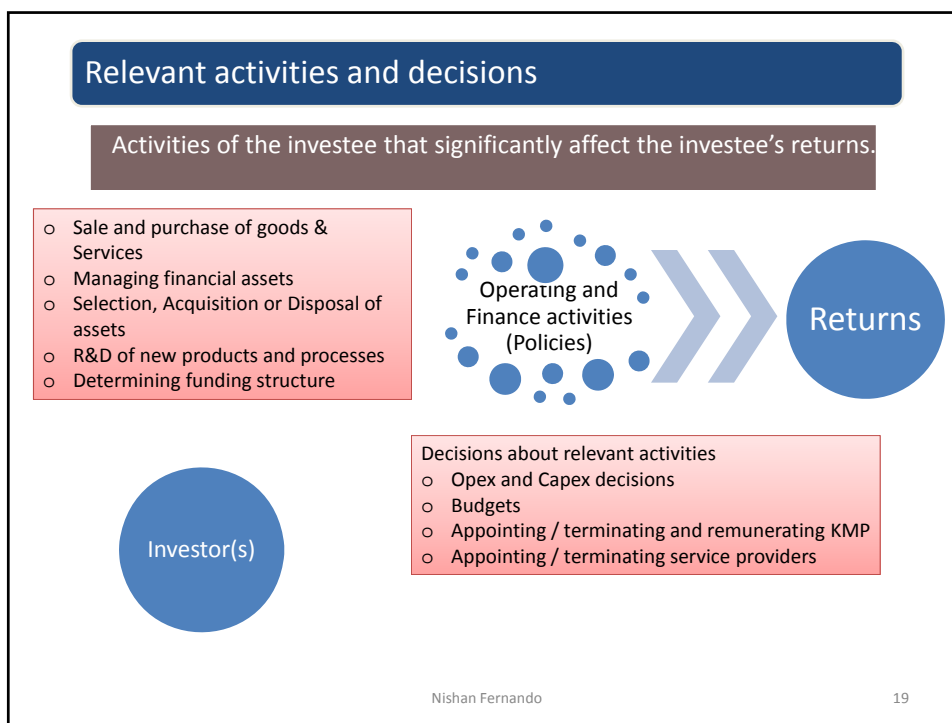 Relevant activities and decisions
Activities of the investee that significantly affect the investee's returns.
o Sale and purchase of goods &
Services
o Managing financial assets
o Selection, Acquisition or Disposal of
assets
o R&D of new products and processes
o Determining funding structure
Operating and
Finance activities
(Policies)
Returns
Decisions about relevant activities
o Opex and Capex decisions
o Budgets
o Appointing / terminating and remunerating KMP
o Appointing / terminating service providers
Investor(s)
Nishan Fernando
19